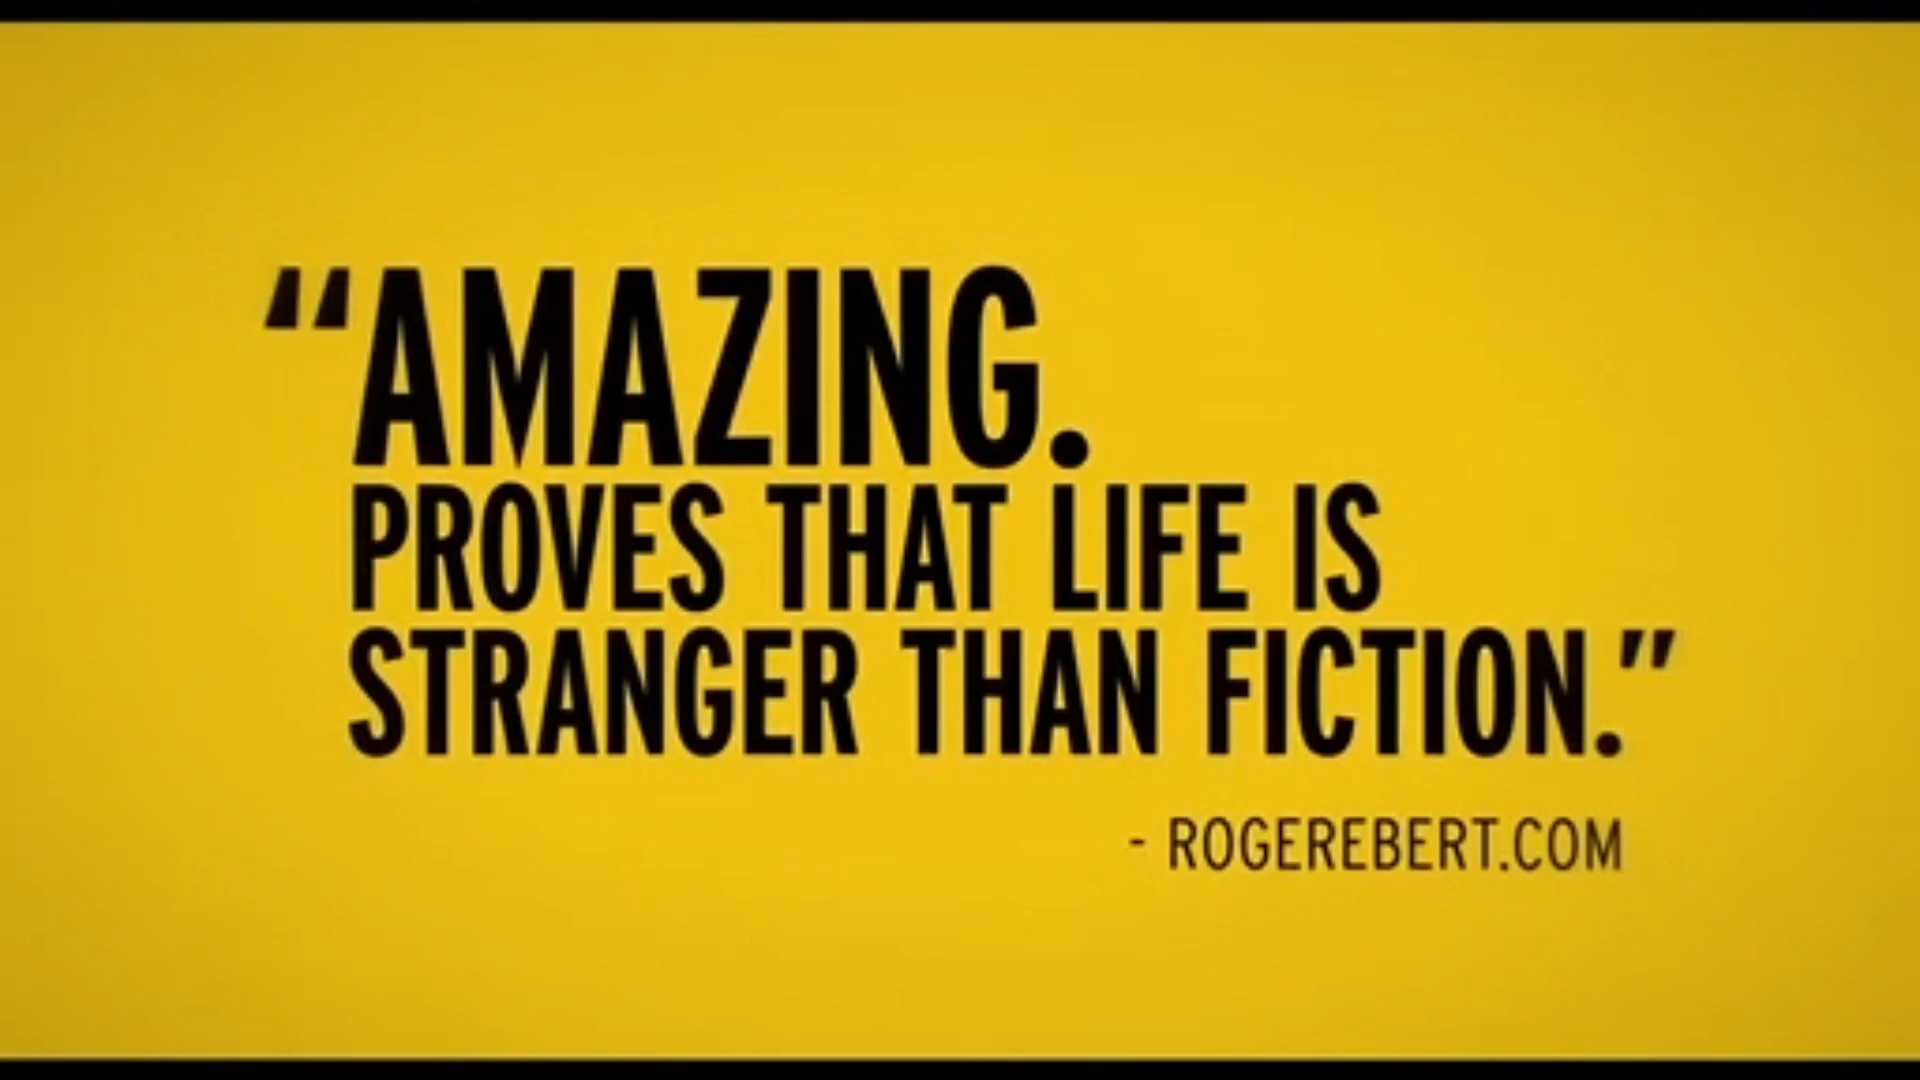 “AMAZING.
PROVES THAT LIFE IS
STRANGER THAN FICTION.”
- ROGEREBERT.COM